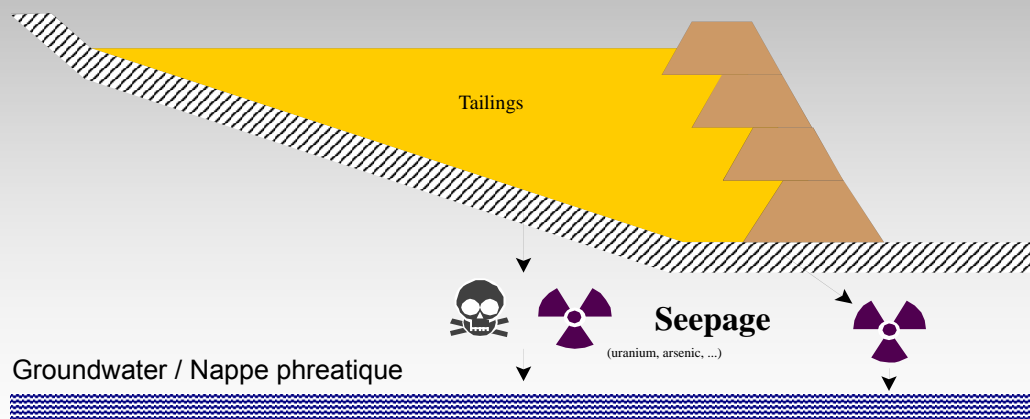 Tailings
Seepage
(uranium, arsenic, ...)
Groundwater / Nappe phreatique